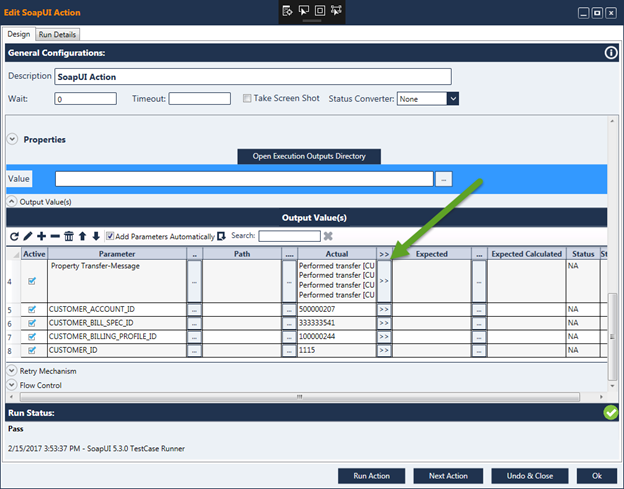 Edit SoapUI Action
Design Run Details
General Configurations:
Description SoapUI Action
Wait: 0 Timeout: Take Screen Shot Status Converter: None
Properties
Open Execution Outputs Directory
Value ...
Output Value(s)
Output Value(s)
Add Parameters Automatically Search:
Active Parameter .. Path .... Actual >> Expected ... Expected Calculated Status St
4 Property Transfer-Message ... ... Performed transfer [CU >> ... NA
Performed transfer [CU
Performed transfer [CU
Performed transfer [CU
5 CUSTOMER_ACCOUNT_ID ... ... 500000207 >> ... NA
6 CUSTOMER_BILL_SPEC_ID ... ... 333333541 >> ... NA
7 CUSTOMER_BILLING_PROFILE_ID ... ... 100000244 >> ... NA
8 CUSTOMER_ID ... ... 1115 >> ... NA
Retry Mechanism
Flow Control
Run Status:
Pass
2/15/2017 3:53:37 PM - SoapUI 5.3.0 TestCase Runner
Run Action Next Action Undo & Close Ok